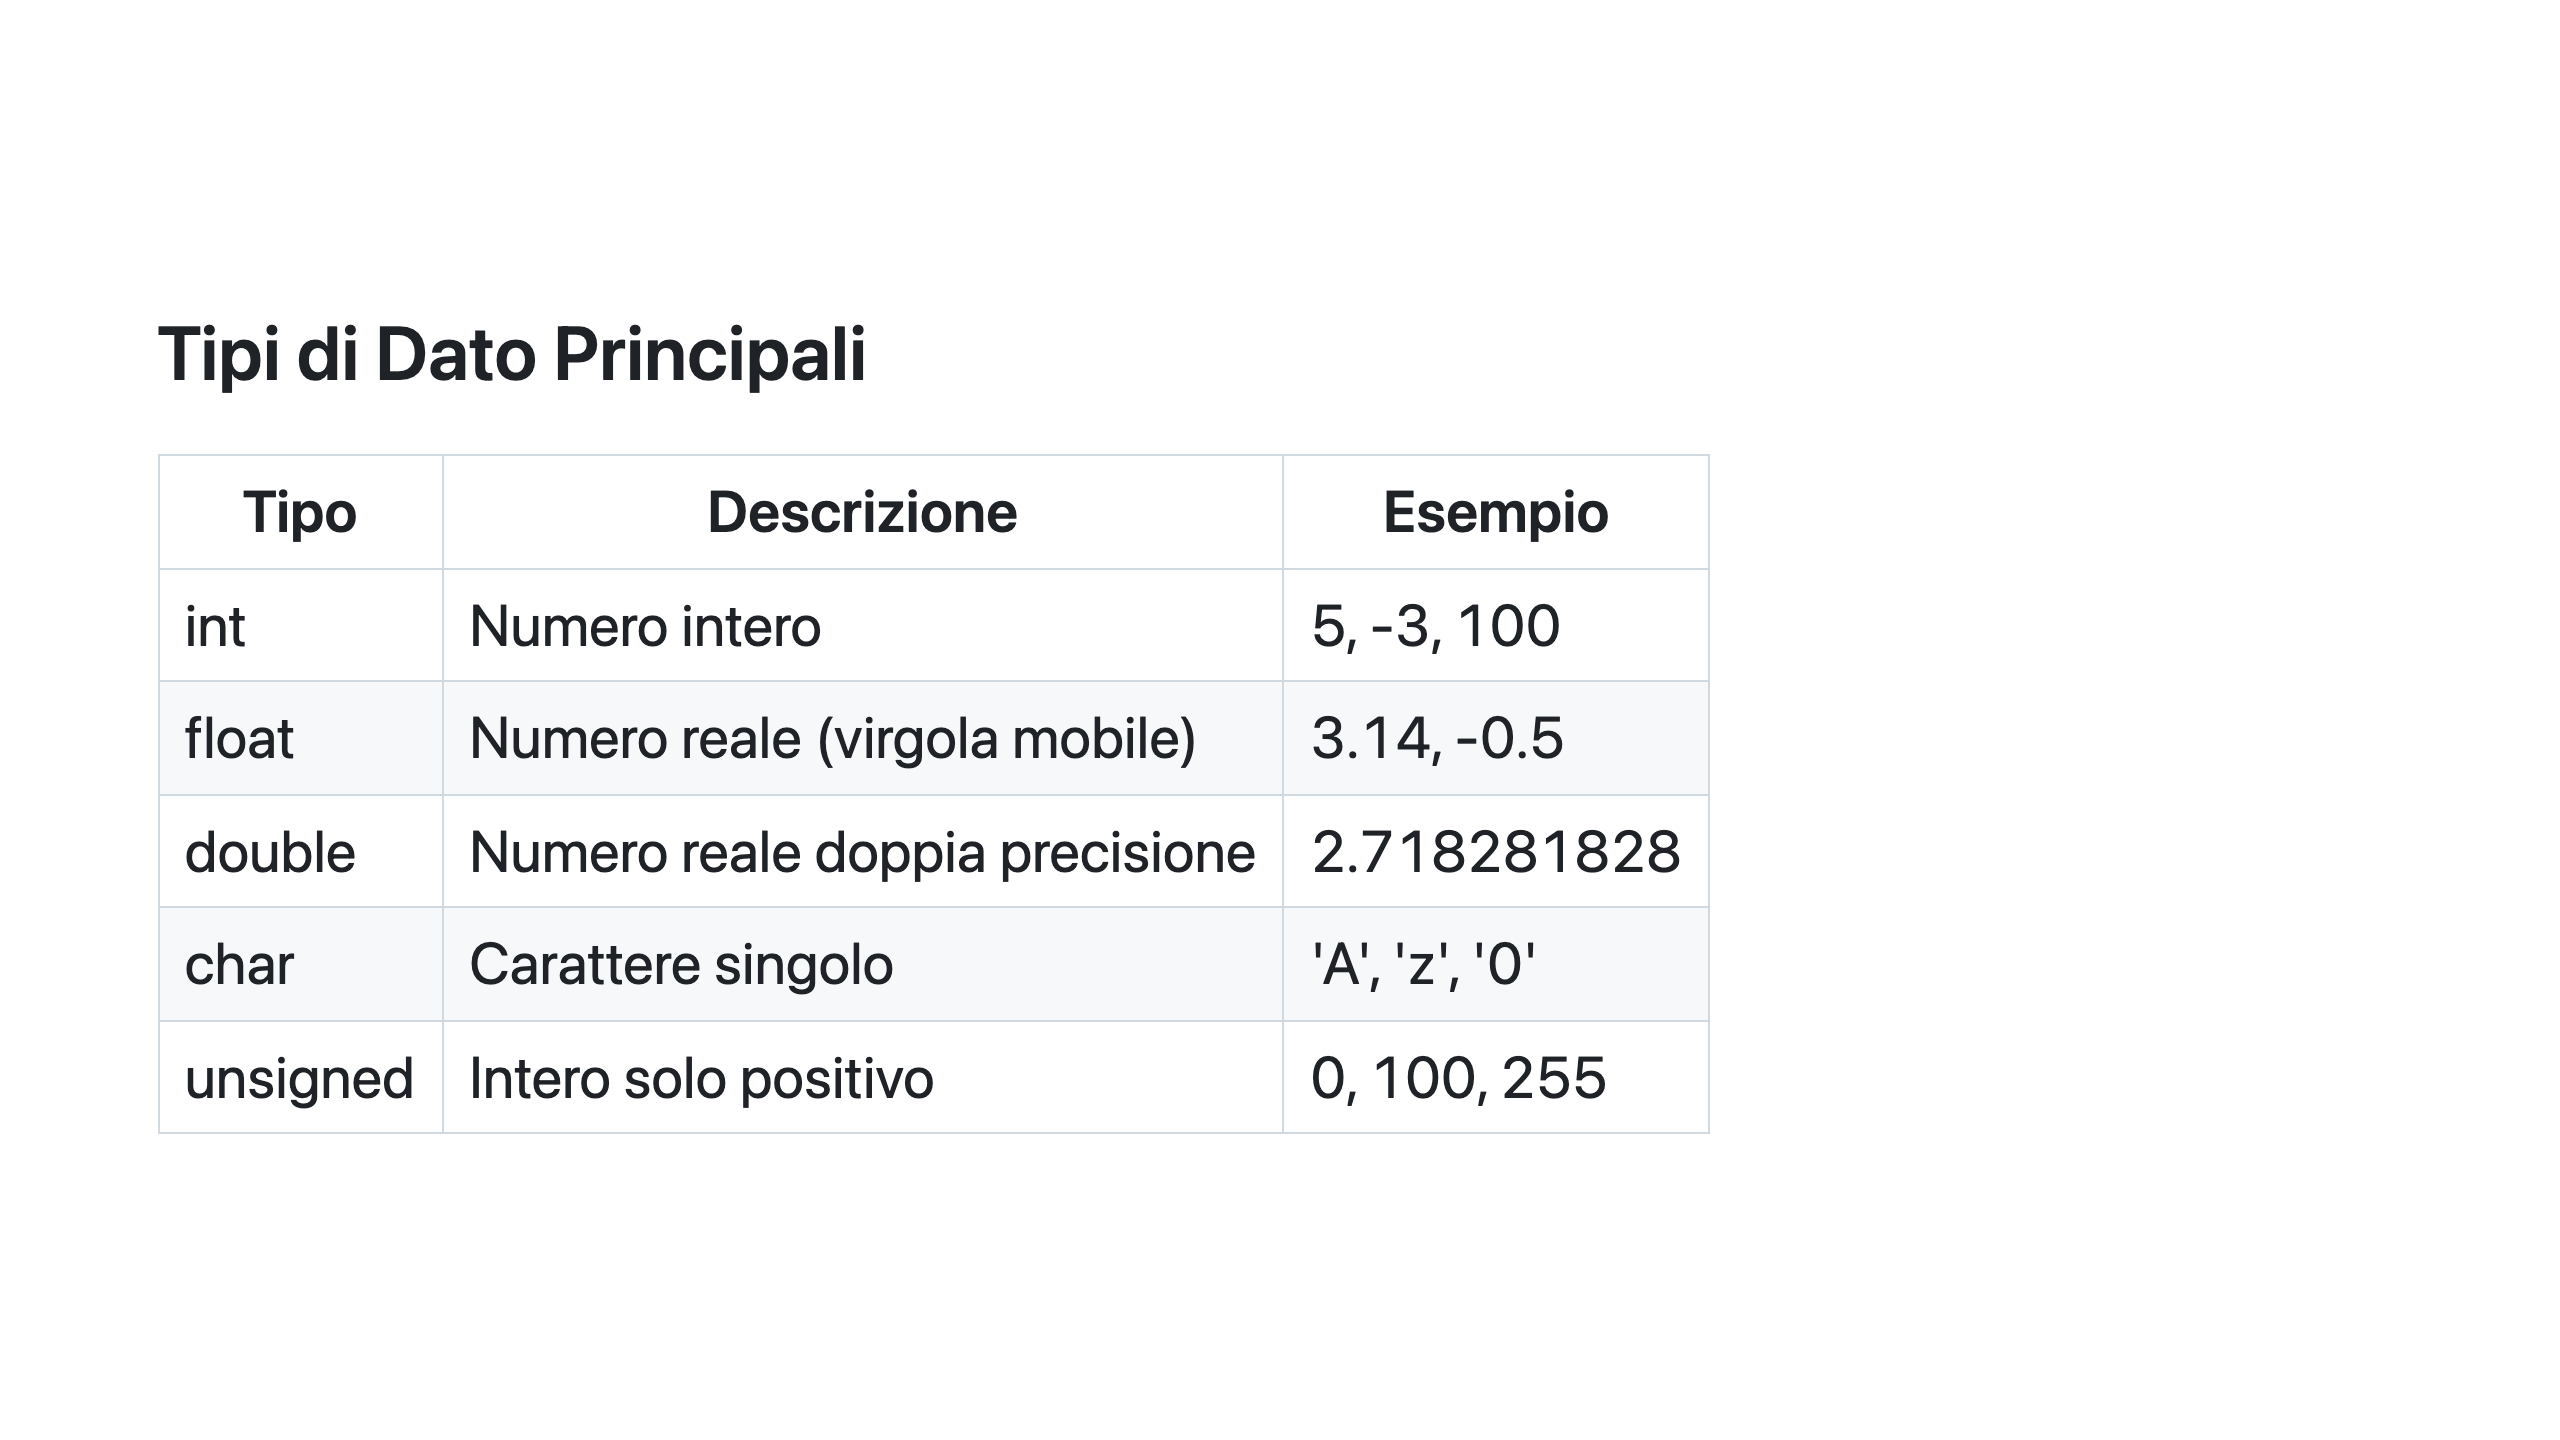 Tipi di Dato Principali
Tipo Descrizione Esempio
int Numero intero 5, -3, 100
float Numero reale (virgola mobile) 3.14, -0.5
double Numero reale doppia precisione 2.718281828
char Carattere singolo 'A', 'z', '0'
unsigned Intero solo positivo 0, 100, 255